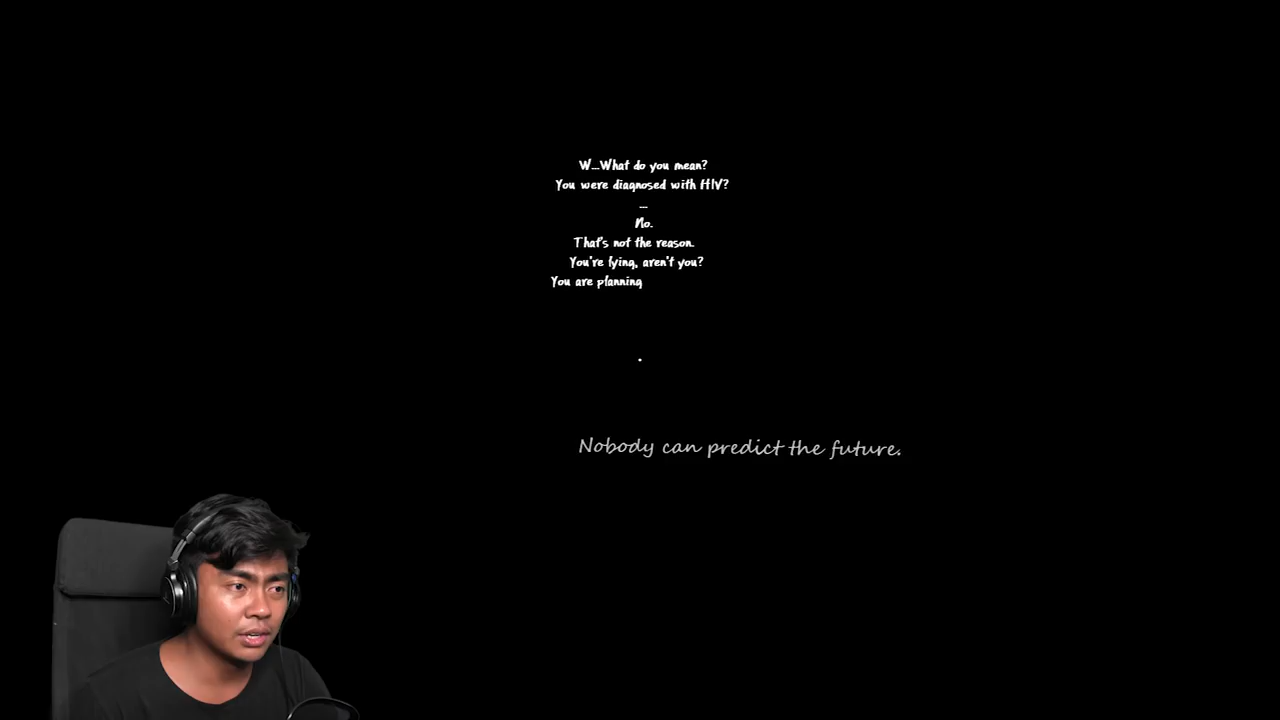 W...What do you mean?
You were diagnosed with HIV?
...
No.
That's not the reason.
You're lying, aren't you?
You are planning
Nobody can predict the future.